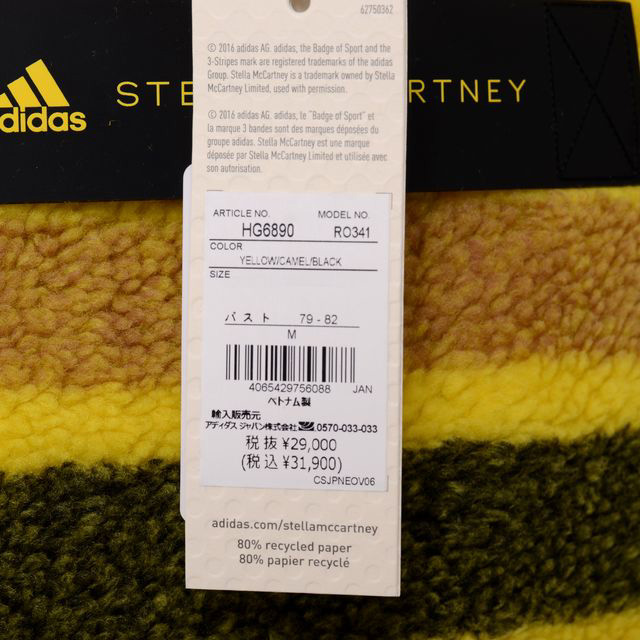 62750362
© 2016 adidas AG. adidas, the Badge of Sport and the
3-Stripes mark are registered trademarks of the adidas
Group. Stella McCartney is a trademark owned by Stella
McCartney Limited, used with permission.
© 2016 adidas AG. adidas, le "Badge of Sport" et
la marque 3 bandes sont des marques déposées du
groupe adidas. Stella McCartney est une marque
déposée par Stella McCartney Limited et utilisée avec
son autorisation.
adidas
STE RTNEY
ARTICLE NO. MODEL NO.
HG6890 RO341
COLOR
YELLOW/CAMEL/BLACK
SIZE
バスト 79 - 82
M
4065429756088 JAN
ベトナム製
輸入販売元
アディダス ジャパン株式会社 0570-033-033
税 抜 ¥29,000
(税 込 ¥31,900)
CSJPNEOV06
adidas.com/stellamccartney
80% recycled paper
80% papier recyclé